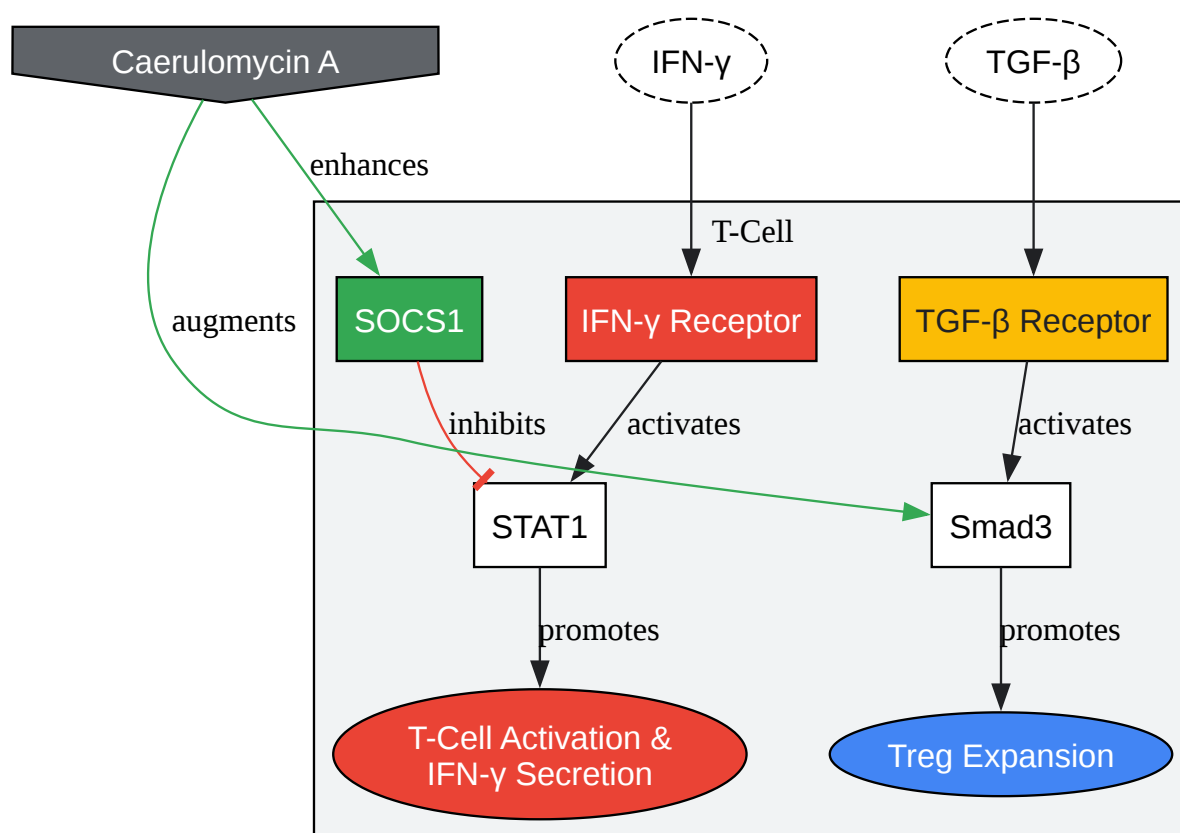 Caerulomycin A
IFN-γ
TGF-β
enhances
T-Cell
augments
SOCS1
IFN-γ Receptor
TGF-β Receptor
inhibits
activates
activates
STAT1
Smad3
promotes
promotes
T-Cell Activation &
IFN-γ Secretion
Treg Expansion